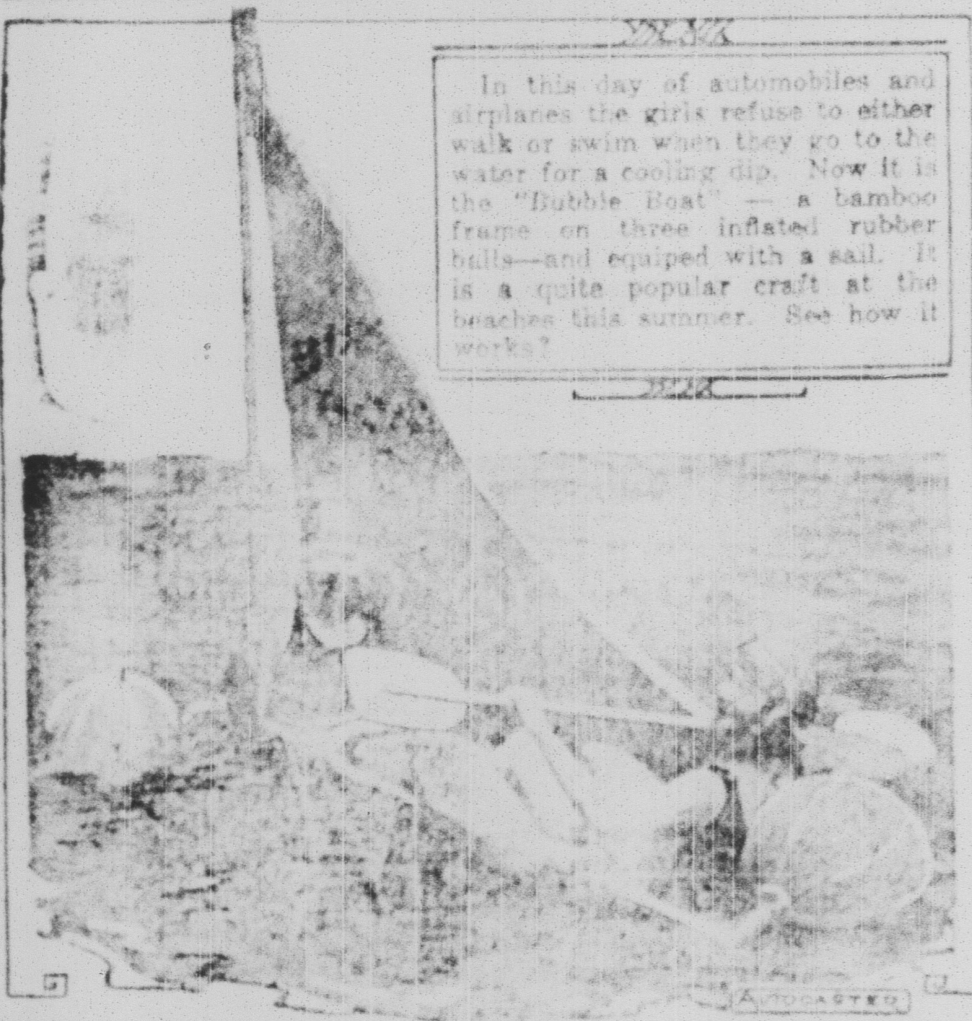 In this day of automobiles and
airplanes the girls refuse to either
walk or swim when they go to the
water for a cooling dip. Now it is
the "Bubble Boat" — a bamboo
frame on three inflated rubber
balls—and equiped with a sail. It
is a quite popular craft at the
beaches this summer. See how it
works?
AUTOCASTED